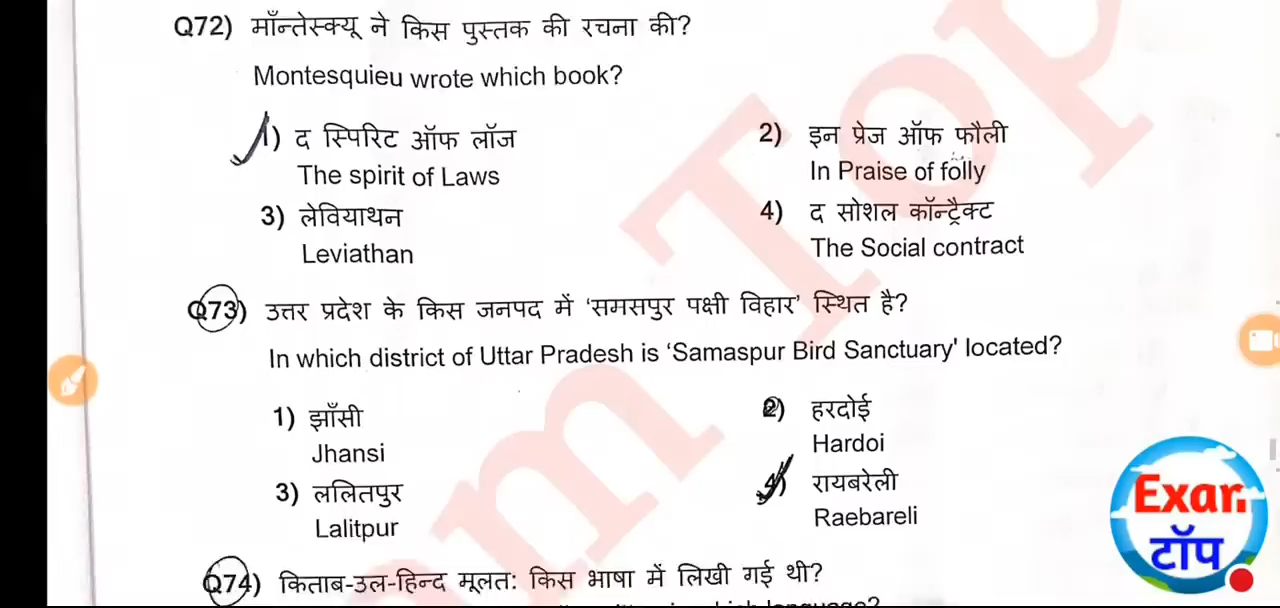 Q72) मॉन्तेस्क्यू ने किस पुस्तक की रचना की?
Montesquieu wrote which book?
1) द स्पिरिट ऑफ लॉज 2) इन प्रेज ऑफ फौली
The spirit of Laws In Praise of folly
3) लेवियाथन 4) द सोशल कॉन्ट्रैक्ट
Leviathan The Social contract
Q73) उत्तर प्रदेश के किस जनपद में ‘समसपुर पक्षी विहार’ स्थित है?
In which district of Uttar Pradesh is ‘Samaspur Bird Sanctuary' located?
1) झाँसी 2) हरदोई
Jhansi Hardoi
3) ललितपुर 4) रायबरेली
Lalitpur Raebareli
Q74) किताब-उल-हिन्द मूलत: किस भाषा में लिखी गई थी?
Exam
टॉप